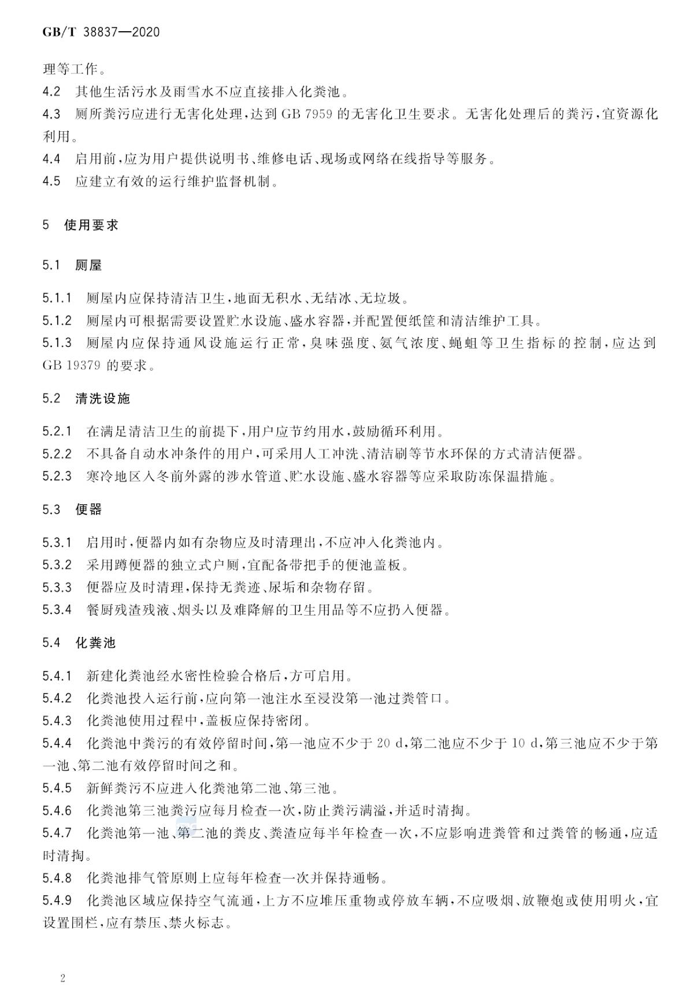 GB/T 38837—2020
理等工作。
4.2 其他生活污水及雨雪水不应直接排入化粪池。
4.3 厕所粪污应进行无害化处理,达到 GB 7959 的无害化卫生要求。无害化处理后的粪污,宜资源化
利用。
4.4 启用前,应为用户提供说明书、维修电话、现场或网络在线指导等服务。
4.5 应建立有效的运行维护监督机制。
5 使用要求
5.1 厕屋
5.1.1 厕屋内应保持清洁卫生,地面无积水、无结冰、无垃圾。
5.1.2 厕屋内可根据需要设置贮水设施、盛水容器,并配置便纸筐和清洁维护工具。
5.1.3 厕屋内应保持通风设施运行正常,臭味强度、氨气浓度、蝇蛆等卫生指标的控制,应达到
GB 19379 的要求。
5.2 清洗设施
5.2.1 在满足清洁卫生的前提下,用户应节约用水,鼓励循环利用。
5.2.2 不具备自动水冲条件的用户,可采用人工冲洗、清洁刷等节水环保的方式清洁便器。
5.2.3 寒冷地区入冬前外露的涉水管道、贮水设施、盛水容器等应采取防冻保温措施。
5.3 便器
5.3.1 启用时,便器内如有杂物应及时清理出,不应冲入化粪池内。
5.3.2 采用蹲便器的独立式户厕,宜配备带把手的便池盖板。
5.3.3 便器应及时清理,保持无粪迹、尿垢和杂物存留。
5.3.4 餐厨残渣残液、烟头以及难降解的卫生用品等不应扔入便器。
5.4 化粪池
5.4.1 新建化粪池经水密性检验合格后,方可启用。
5.4.2 化粪池投入运行前,应向第一池注水至浸没第一池过粪管口。
5.4.3 化粪池使用过程中,盖板应保持密闭。
5.4.4 化粪池中粪污的有效停留时间,第一池应不少于 20 d,第二池应不少于 10 d,第三池应不少于第
一池、第二池有效停留时间之和。
5.4.5 新鲜粪污不应进入化粪池第二池、第三池。
5.4.6 化粪池第三池粪污应每月检查一次,防止粪污满溢,并适时清掏。
5.4.7 化粪池第一池、第二池的粪皮、粪渣应每半年检查一次,不应影响进粪管和过粪管的畅通,应适
时清掏。
5.4.8 化粪池排气管原则上应每年检查一次并保持通畅。
5.4.9 化粪池区域应保持空气流通,上方不应堆压重物或停放车辆,不应吸烟、放鞭炮或使用明火,宜
设置围栏,应有禁压、禁火标志。
2